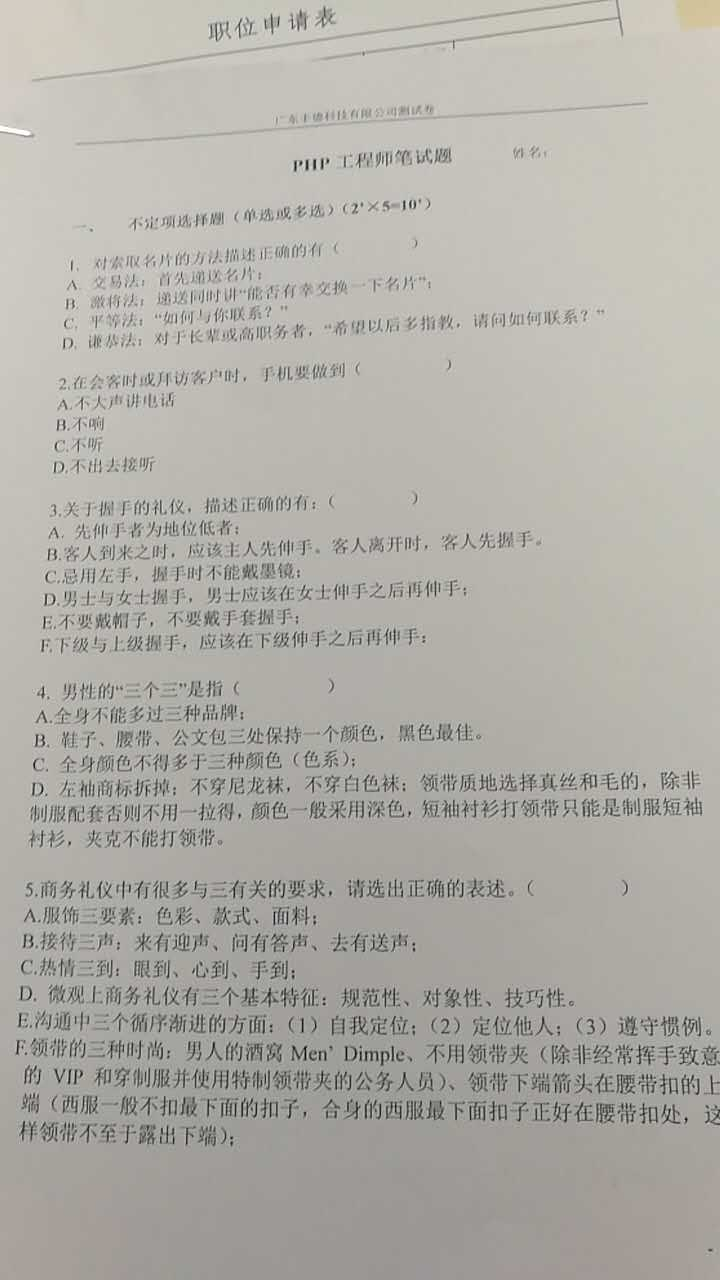 职位申请表
广东丰德科技有限公司测试卷
PHP 工程师笔试题 姓名:
一、 不定项选择题（单选或多选）（2’×5=10’）
1. 对索取名片的方法描述正确的有（ ）
A. 交易法：首先递送名片；
B. 激将法：递送同时讲“能否有幸交换一下名片”；
C. 平等法：“如何与你联系？”
D. 谦恭法：对于长辈或高职务者，“希望以后多指教，请问如何联系？”
2.在会客时或拜访客户时，手机要做到（ ）
A.不大声讲电话
B.不响
C.不听
D.不出去接听
3.关于握手的礼仪，描述正确的有：（ ）
A. 先伸手者为地位低者；
B.客人到来之时，应该主人先伸手。客人离开时，客人先握手。
C.忌用左手，握手时不能戴墨镜；
D.男士与女士握手，男士应该在女士伸手之后再伸手；
E.不要戴帽子，不要戴手套握手；
F.下级与上级握手，应该在下级伸手之后再伸手：
4. 男性的“三个三”是指（ ）
A.全身不能多过三种品牌；
B. 鞋子、腰带、公文包三处保持一个颜色，黑色最佳。
C. 全身颜色不得多于三种颜色（色系）；
D. 左袖商标拆掉；不穿尼龙袜，不穿白色袜；领带质地选择真丝和毛的，除非
制服配套否则不用一拉得，颜色一般采用深色，短袖衬衫打领带只能是制服短袖
衬衫，夹克不能打领带。
5.商务礼仪中有很多与三有关的要求，请选出正确的表述。（ ）
A.服饰三要素：色彩、款式、面料；
B.接待三声：来有迎声、问有答声、去有送声；
C.热情三到：眼到、心到、手到；
D. 微观上商务礼仪有三个基本特征：规范性、对象性、技巧性。
E.沟通中三个循序渐进的方面：（1）自我定位；（2）定位他人；（3）遵守惯例。
F.领带的三种时尚：男人的酒窝 Men’ Dimple、不用领带夹（除非经常挥手致意
的 VIP 和穿制服并使用特制领带夹的公务人员）、领带下端箭头在腰带扣的上
端（西服一般不扣最下面的扣子，合身的西服最下面扣子正好在腰带扣处，这
样领带不至于露出下端）；